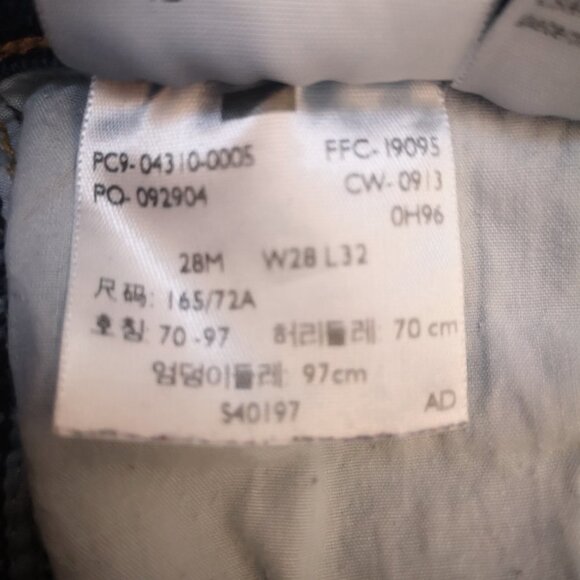 PC9-04310-0005 FFC-19095
PO-092904 CW-0913
0H96
28M W28 L32
尺码: 165/72A
호칭: 70-97 허리둘레: 70 cm
엉덩이둘레: 97cm
S40197 AD